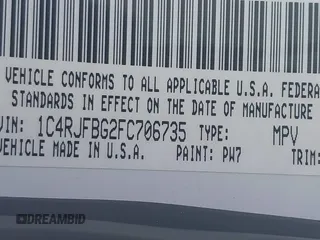 VEHICLE CONFORMS TO ALL APPLICABLE U.S.A. FEDERA
STANDARDS IN EFFECT ON THE DATE OF MANUFACTURE
VIN: 1C4RJFBG2FC706735 TYPE: MPV
VEHICLE MADE IN U.S.A. PAINT: PW7 TRIM:
DREAMBID